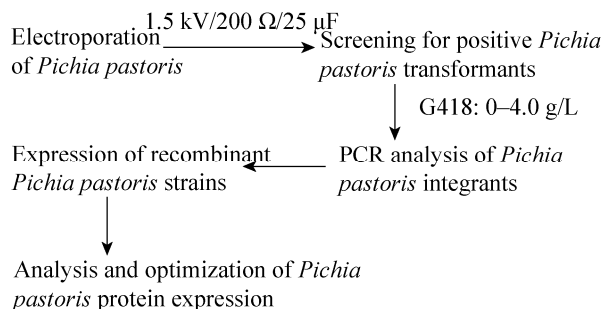 1.5 kV/200 Ω/25 μF
Electroporation
of Pichia pastoris
Screening for positive Pichia
pastoris transformants
G418: 0–4.0 g/L
PCR analysis of Pichia
pastoris integrants
Expression of recombinant
Pichia pastoris strains
Analysis and optimization of Pichia
pastoris protein expression